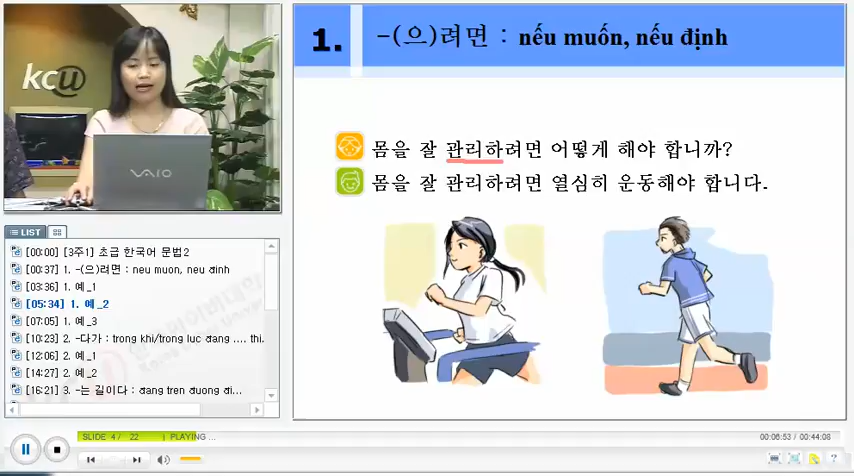 kcu
VAIO
1. -(으)려면 : nếu muốn, nếu định
몸을 잘 관리하려면 어떻게 해야 합니까?
몸을 잘 관리하려면 열심히 운동해야 합니다.
LIST
[00:00] [3주1] 초급 한국어 문법2
[00:37] 1. -(으)려면 : neu muon, neu đinh
[03:36] 1. 예_1
[05:34] 1. 예_2
[07:05] 1. 예_3
[10:23] 2. -다가 : trong khi/trong luc đang .... thi.
[12:06] 2. 예_1
[14:27] 2. 예_2
[16:21] 3. -는 길이다 : đang tren đuong đi...
SLIDE 4 / 22 | PLAYING ...
00:06:53 / 00:44:08